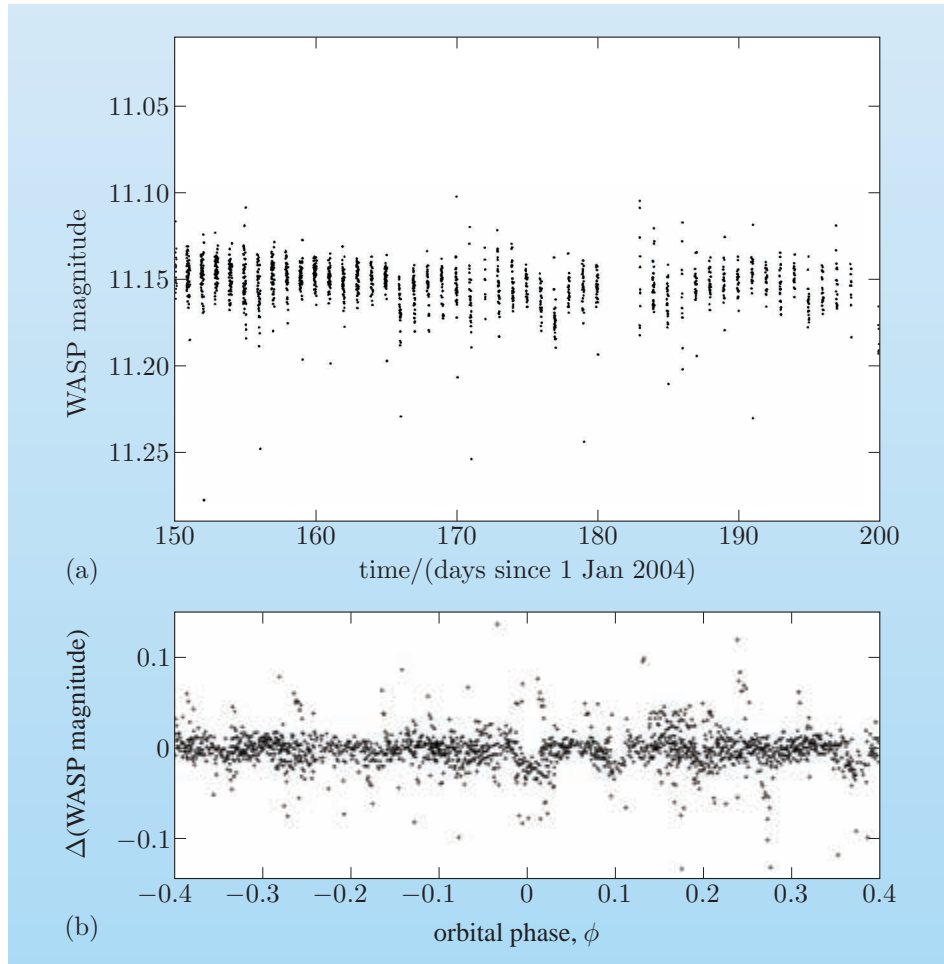 11.05
11.10
11.15
11.20
11.25
WASP magnitude
150 160 170 180 190 200
(a) time/(days since 1 Jan 2004)
0.1
0
−0.1
Δ(WASP magnitude)
−0.4 −0.3 −0.2 −0.1 0 0.1 0.2 0.3 0.4
(b) orbital phase, ϕ